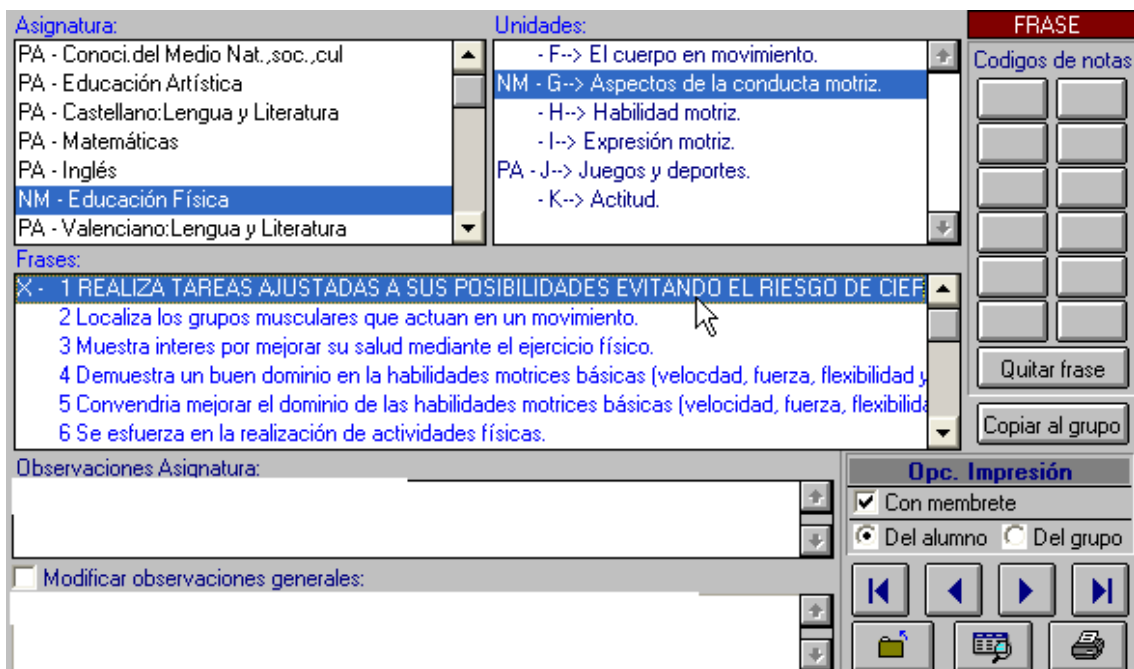 Asignatura:
PA - Conoci.del Medio Nat.,soc.,cul
PA - Educación Artística
PA - Castellano:Lengua y Literatura
PA - Matemáticas
PA - Inglés
NM - Educación Física
PA - Valenciano:Lengua y Literatura
Unidades:
- F--> El cuerpo en movimiento.
NM - G--> Aspectos de la conducta motriz.
- H--> Habilidad motriz.
- I--> Expresión motriz.
PA - J--> Juegos y deportes.
- K--> Actitud.
FRASE
Codigos de notas
Quitar frase
Copiar al grupo
Frases:
X - 1 REALIZA TAREAS AJUSTADAS A SUS POSIBILIDADES EVITANDO EL RIESGO DE CIEF
2 Localiza los grupos musculares que actuan en un movimiento.
3 Muestra interes por mejorar su salud mediante el ejercicio físico.
4 Demuestra un buen dominio en la habilidades motrices básicas (velocdad, fuerza, flexibilidad y
5 Convendria mejorar el dominio de las habilidades motrices básicas (velocidad, fuerza, flexibilida
6 Se esfuerza en la realización de actividades físicas.
Observaciones Asignatura:
Modificar observaciones generales:
Opc. Impresión
Con membrete
Del alumno Del grupo